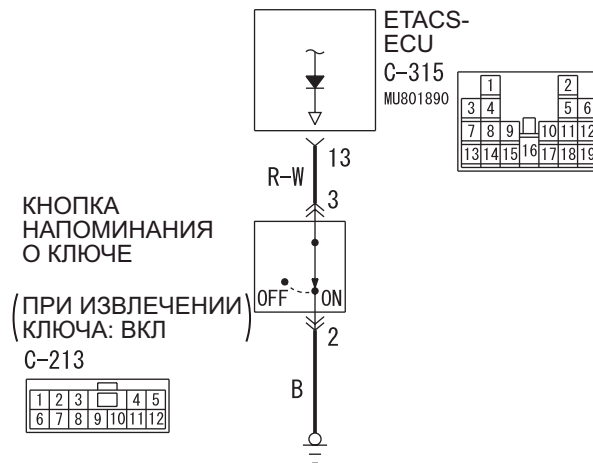 ETACS-
ECU
C-315
MU801890
1 2
3 4 5 6
7 8 9 10 11 12
13 14 15 16 17 18 19
13
R-W
3
КНОПКА
НАПОМИНАНИЯ
О КЛЮЧЕ
OFF ON
(ПРИ ИЗВЛЕЧЕНИИ
КЛЮЧА: ВКЛ)
2
C-213
1 2 3 4 5
6 7 8 9 10 11 12
B